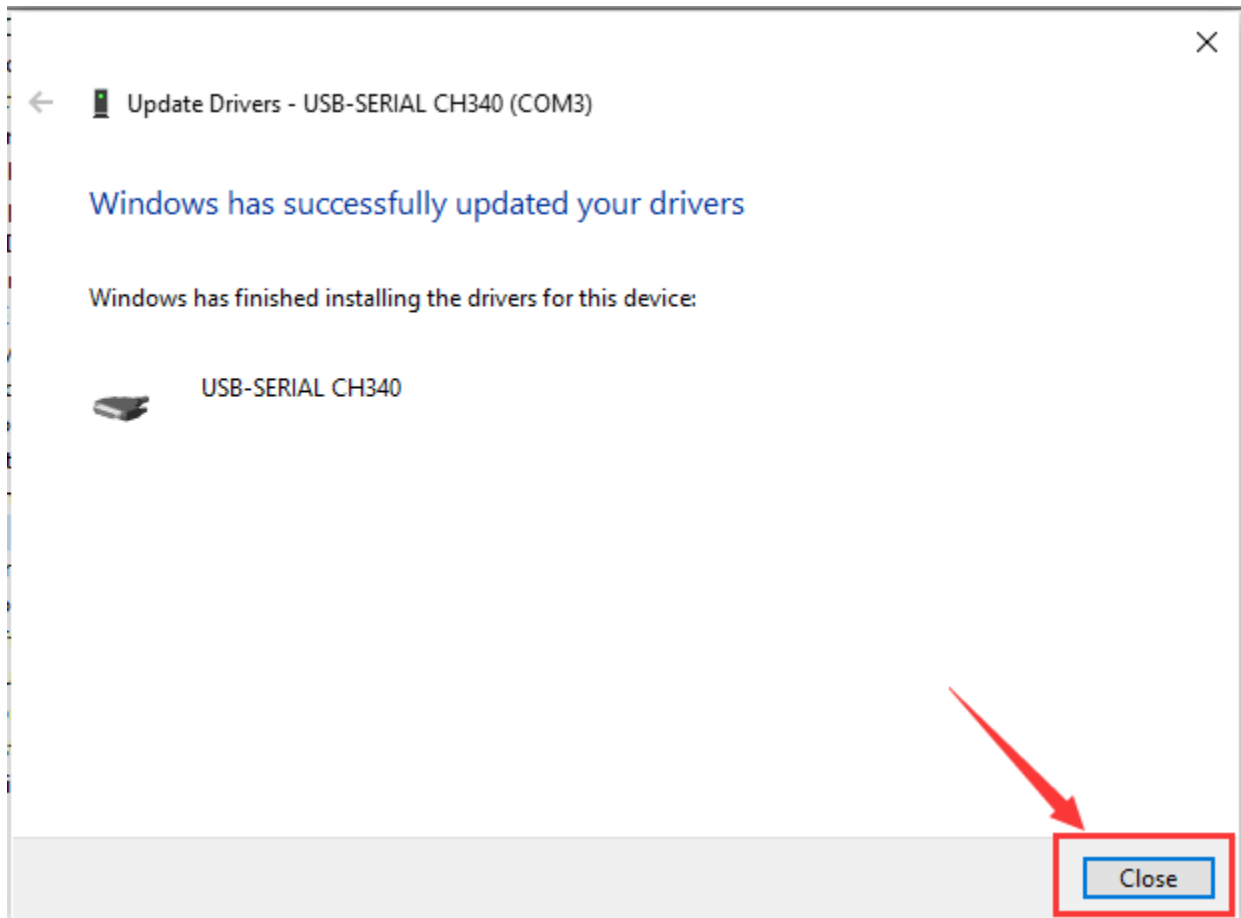 Update Drivers - USB-SERIAL CH340 (COM3)
Windows has successfully updated your drivers
Windows has finished installing the drivers for this device:
USB-SERIAL CH340
Close